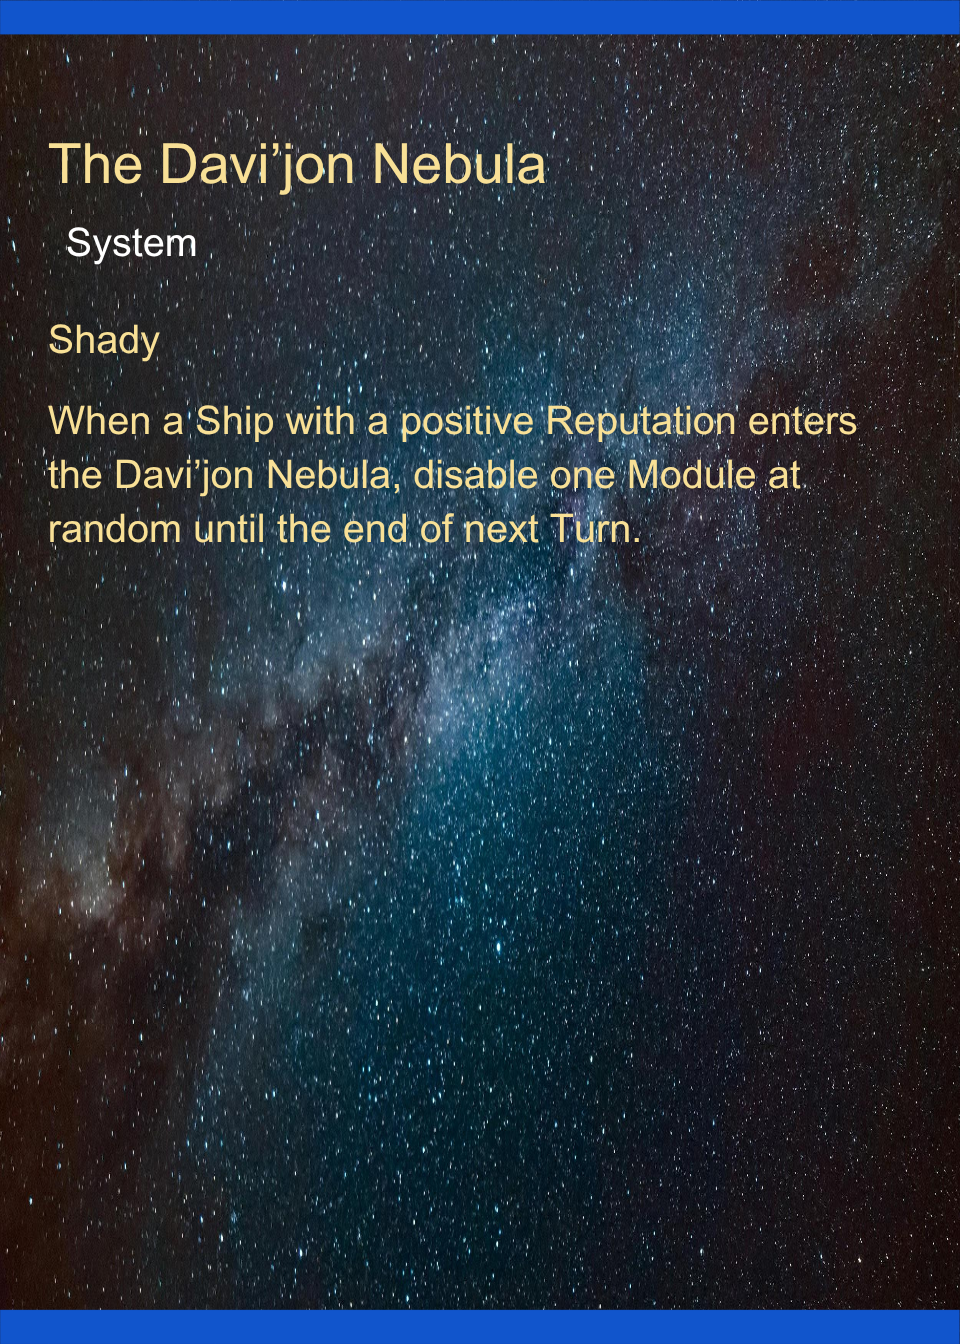 The Davi’jon Nebula
System
Shady
When a Ship with a positive Reputation enters
the Davi’jon Nebula, disable one Module at
random until the end of next Turn.